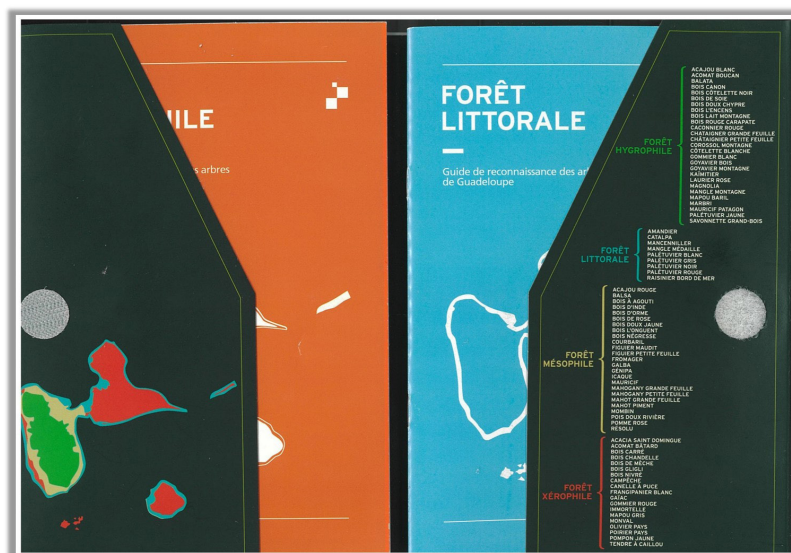 ILE
s arbres
FORÊT
LITTORALE
Guide de reconnaissance des ar
de Guadeloupe
FORÊT
HYGROPHILE
ACAJOU BLANC
ACOMAT BOUCAN
BALATA
BOIS CANON
BOIS CÔTELETTE NOIR
BOIS DE SOIE
BOIS DOUX CHYPRE
BOIS L'ENCENS
BOIS LAIT MONTAGNE
BOIS ROUGE CARAPATE
CACONNIER ROUGE
CHATAIGNER GRANDE FEUILLE
CHÂTAIGNIER PETITE FEUILLE
COROSSOL MONTAGNE
CÔTELETTE BLANCHE
GOMMIER BLANC
GOYAVIER BOIS
GOYAVIER MONTAGNE
KAÏMITIER
LAURIER ROSE
MAGNOLIA
MANGLE MONTAGNE
MAPOU BARIL
MARBRI
MAURICIF PATAGON
PALÉTUVIER JAUNE
SAVONNETTE GRAND-BOIS
FORÊT
LITTORALE
AMANDIER
CATALPA
MANCENNILLER
MANGLE MÉDAILLE
PALÉTUVIER BLANC
PALÉTUVIER GRIS
PALÉTUVIER NOIR
PALÉTUVIER ROUGE
RAISINIER BORD DE MER
FORÊT
MÉSOPHILE
ACAJOU ROUGE
BALSA
BOIS À AGOUTI
BOIS D'INDE
BOIS D'ORME
BOIS DE ROSE
BOIS DOUX JAUNE
BOIS L'ONGUENT
BOIS NÉGRESSE
COURBARIL
FIGUIER MAUDIT
FIGUIER PETITE FEUILLE
FROMAGER
GALBA
GÉNIPA
ICAQUE
MAURICIF
MAHOGANY GRANDE FEUILLE
MAHOGANY PETITE FEUILLE
MAHOT GRANDE FEUILLE
MAHOT PIMENT
MOMBIN
POIS DOUX RIVIÈRE
POMME ROSE
RÉSOLU
FORÊT
XÉROPHILE
ACACIA SAINT DOMINGUE
ACOMAT BÂTARD
BOIS CARRÉ
BOIS CHANDELLE
BOIS DE MÈCHE
BOIS GLIGLI
BOIS NIVRÉ
CAMPÊCHE
CANELLE À PUCE
FRANGIPANIER BLANC
GAÏAC
GOMMIER ROUGE
IMMORTELLE
MAPOU GRIS
MONVAL
OLIVIER PAYS
POIRIER PAYS
POMPON JAUNE
TENDRE À CAILLOU